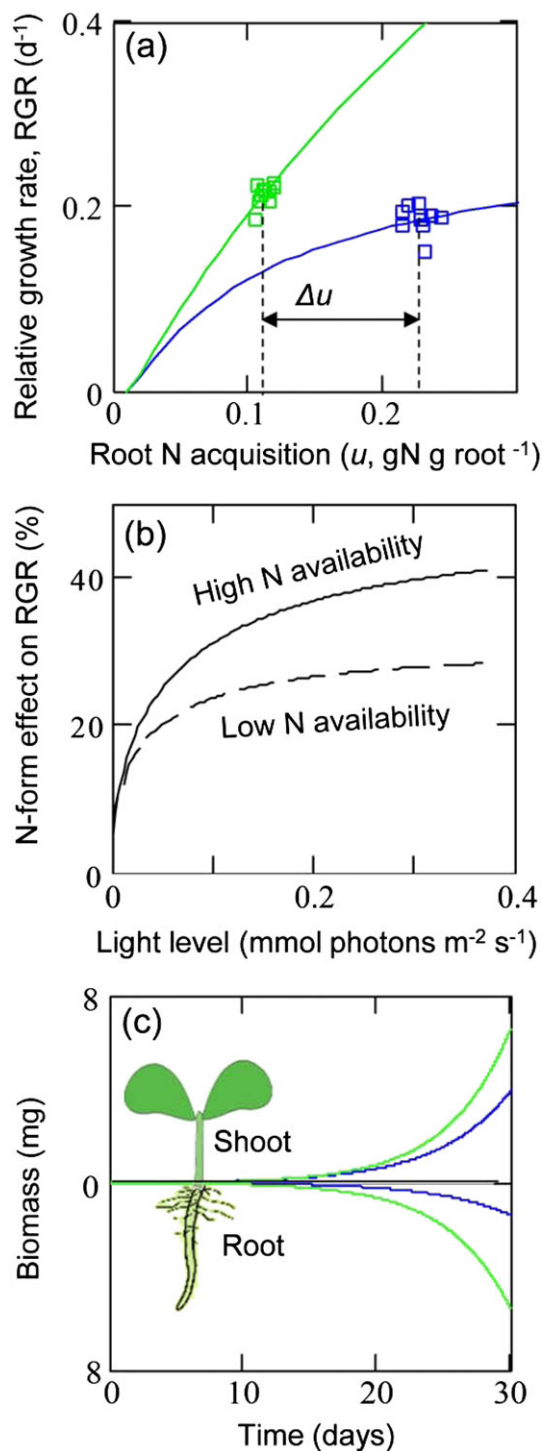 (a)
Relative growth rate, RGR (d⁻¹)
0.4
0.2
0
Δu
0.1
0.2
Root N acquisition (u, gN g root ⁻¹)
(b)
N-form effect on RGR (%)
40
20
0
High N availability
Low N availability
0
0.2
0.4
Light level (mmol photons m⁻² s⁻¹)
(c)
Biomass (mg)
8
0
8
Shoot
Root
0
10
20
30
Time (days)